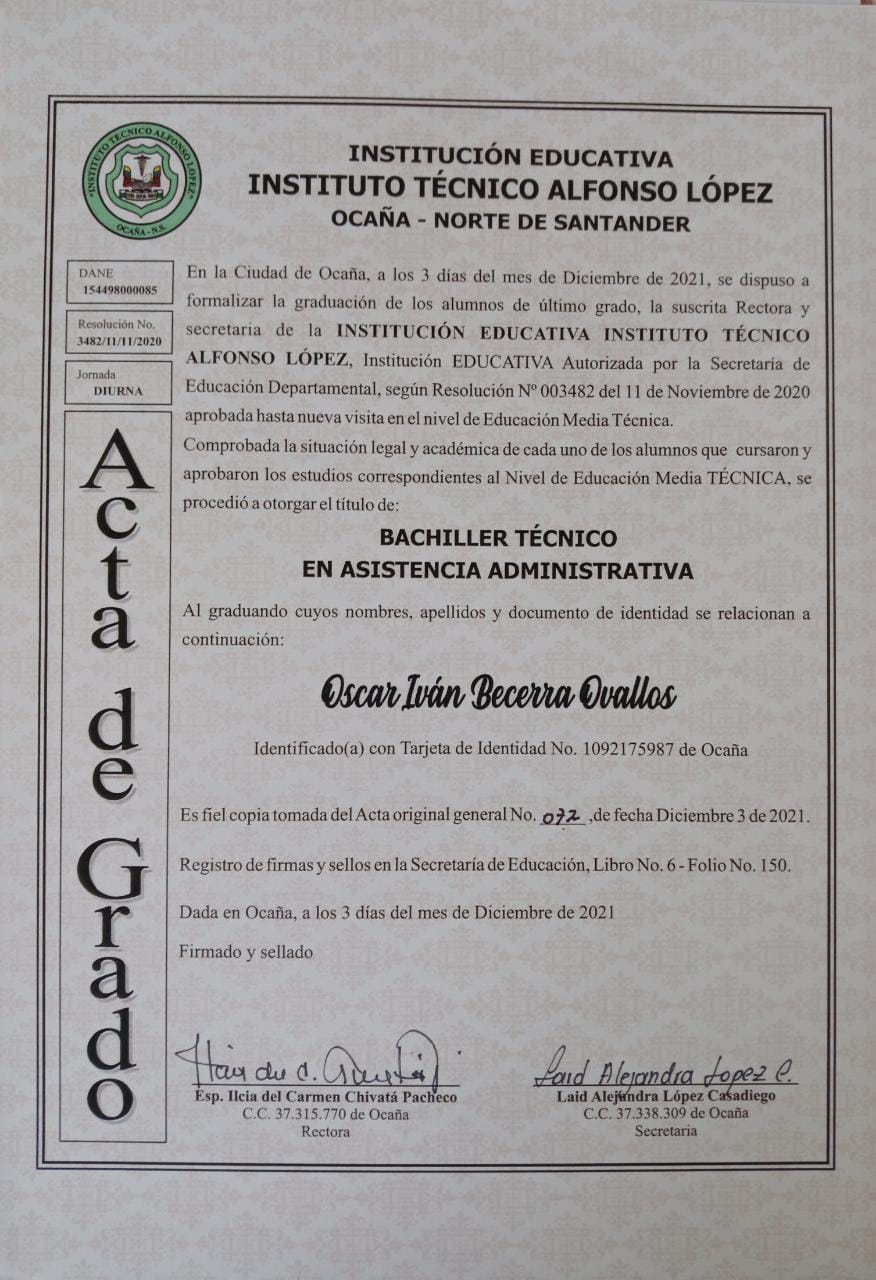 INSTITUTO TECNICO ALFONSO LOPEZ
OCAÑA - N.S.
INSTITUCIÓN EDUCATIVA
INSTITUTO TÉCNICO ALFONSO LÓPEZ
OCAÑA - NORTE DE SANTANDER
DANE
154498000085
Resolución No.
3482/11/11/2020
Jornada
DIURNA
Acta de Grado
En la Ciudad de Ocaña, a los 3 días del mes de Diciembre de 2021, se dispuso a
formalizar la graduación de los alumnos de último grado, la suscrita Rectora y
secretaria de la INSTITUCIÓN EDUCATIVA INSTITUTO TÉCNICO
ALFONSO LÓPEZ, Institución EDUCATIVA Autorizada por la Secretaría de
Educación Departamental, según Resolución Nº 003482 del 11 de Noviembre de 2020
aprobada hasta nueva visita en el nivel de Educación Media Técnica.
Comprobada la situación legal y académica de cada uno de los alumnos que cursaron y
aprobaron los estudios correspondientes al Nivel de Educación Media TÉCNICA, se
procedió a otorgar el título de:
BACHILLER TÉCNICO
EN ASISTENCIA ADMINISTRATIVA
Al graduando cuyos nombres, apellidos y documento de identidad se relacionan a
continuación:
Oscar Iván Becerra Ovallos
Identificado(a) con Tarjeta de Identidad No. 1092175987 de Ocaña
Es fiel copia tomada del Acta original general No. 072 ,de fecha Diciembre 3 de 2021.
Registro de firmas y sellos en la Secretaría de Educación, Libro No. 6 - Folio No. 150.
Dada en Ocaña, a los 3 días del mes de Diciembre de 2021
Firmado y sellado
Laid Alejandra Lopez C.
Esp. Ilcia del Carmen Chivatá Pacheco
C.C. 37.315.770 de Ocaña
Rectora
Laid Alejandra López Casadiego
C.C. 37.338.309 de Ocaña
Secretaria